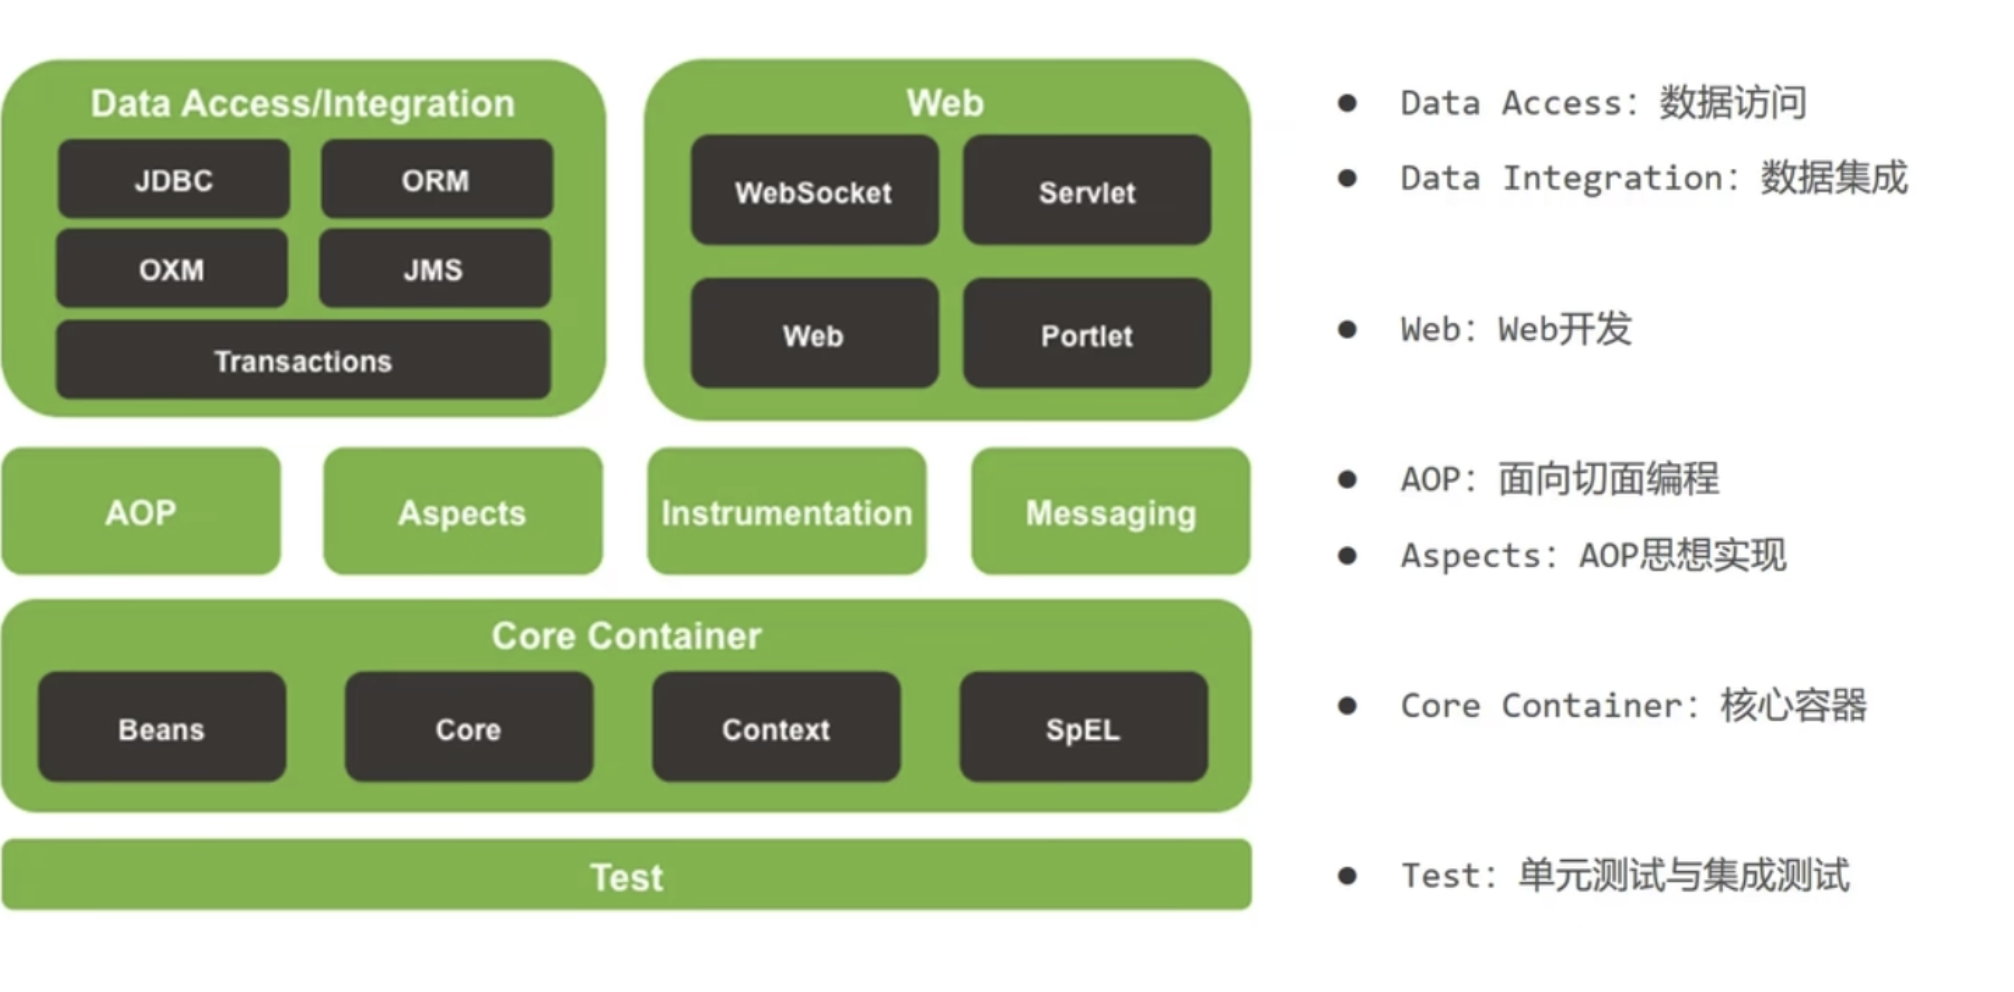 Data Access/Integration
JDBC
ORM
OXM
JMS
Transactions
Web
WebSocket
Servlet
Web
Portlet
AOP
Aspects
Instrumentation
Messaging
Core Container
Beans
Core
Context
SpEL
Test
● Data Access：数据访问
● Data Integration：数据集成
● Web：Web开发
● AOP：面向切面编程
● Aspects：AOP思想实现
● Core Container：核心容器
● Test：单元测试与集成测试